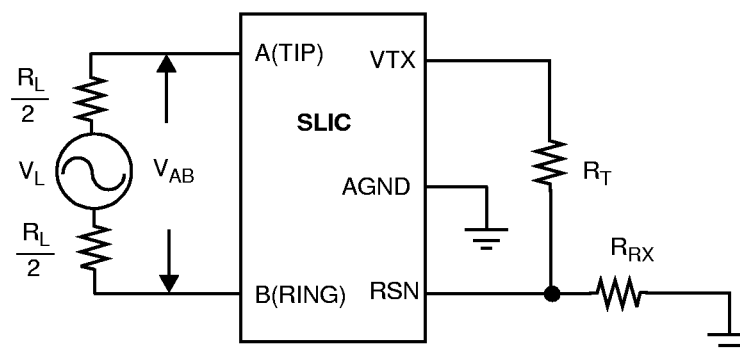 A(TIP)
VTX
R_L
2
SLIC
V_L
V_AB
R_T
AGND
R_L
2
R_RX
B(RING)
RSN